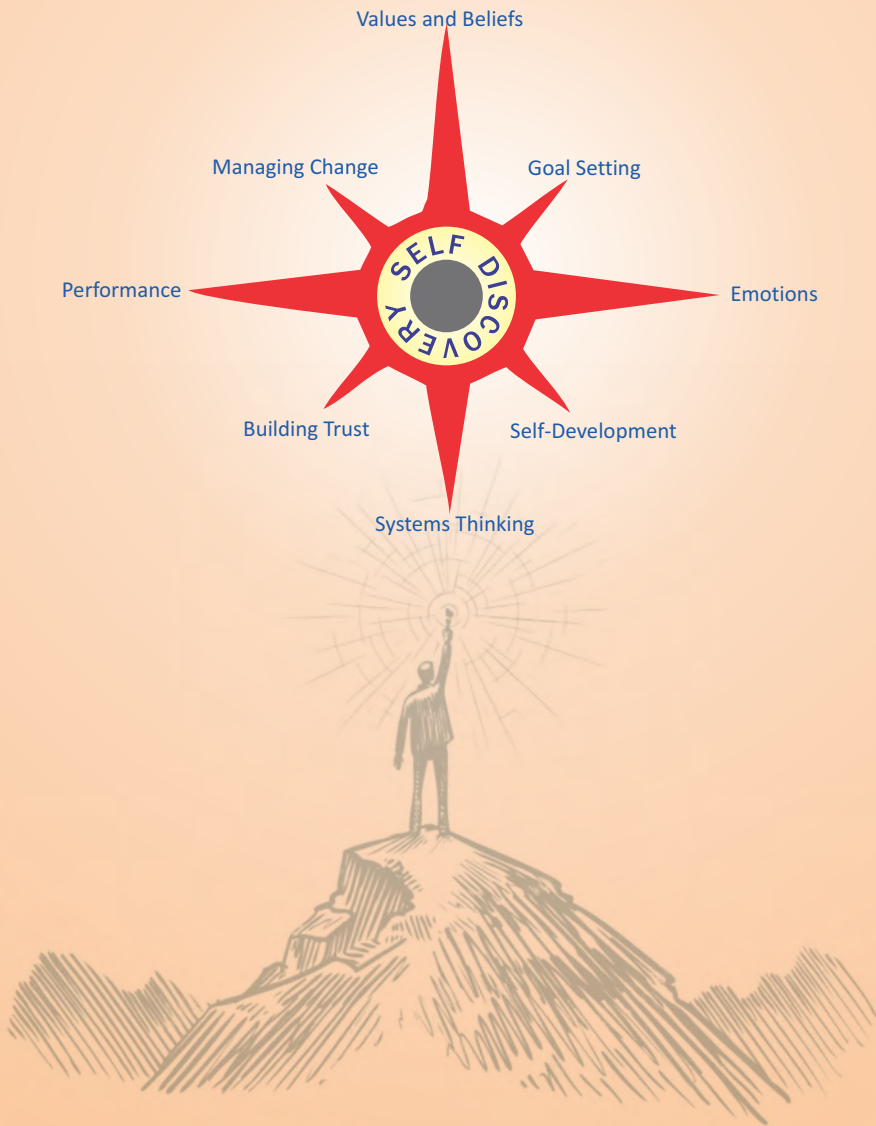 Values and Beliefs
Managing Change
Goal Setting
SELF DISCOVERY
Performance
Emotions
Building Trust
Self-Development
Systems Thinking